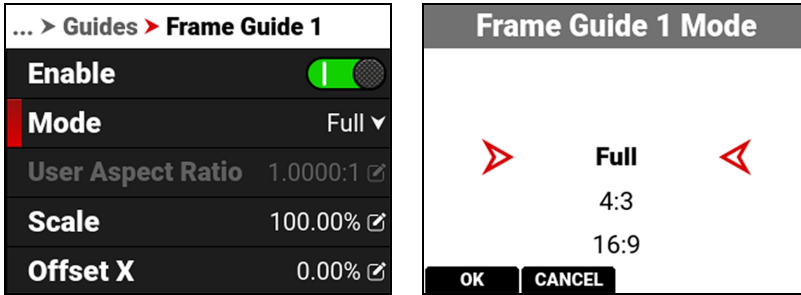 ... > Guides > Frame Guide 1
Enable
Mode Full
User Aspect Ratio 1.0000:1
Scale 100.00%
Offset X 0.00%
Frame Guide 1 Mode
Full
4:3
16:9
OK CANCEL